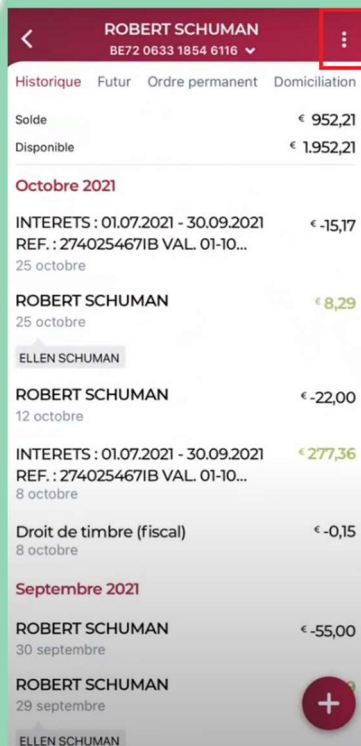 ROBERT SCHUMAN
BE72 0633 1854 6116
Historique Futur Ordre permanent Domiciliation
Solde € 952,21
Disponible € 1.952,21
Octobre 2021
INTERETS : 01.07.2021 - 30.09.2021 € -15,17
REF. : 274025467IB VAL. 01-10...
25 octobre
ROBERT SCHUMAN € 8,29
25 octobre
ELLEN SCHUMAN
ROBERT SCHUMAN € -22,00
12 octobre
INTERETS : 01.07.2021 - 30.09.2021 € 277,36
REF. : 274025467IB VAL. 01-10...
8 octobre
Droit de timbre (fiscal) € -0,15
8 octobre
Septembre 2021
ROBERT SCHUMAN € -55,00
30 septembre
ROBERT SCHUMAN
29 septembre
ELLEN SCHUMAN